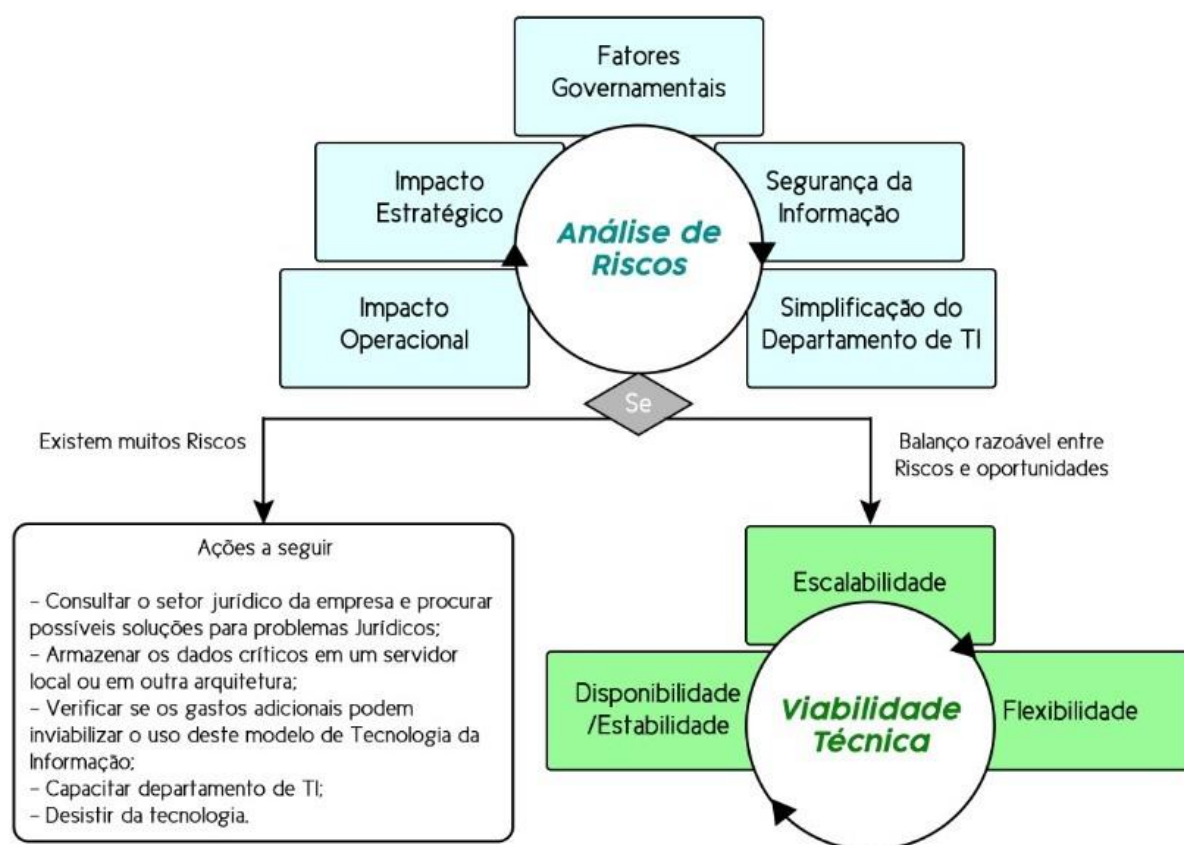 Fatores
Governamentais
Impacto
Estratégico
Segurança da
Informação
Análise de
Riscos
Impacto
Operacional
Simplificação do
Departamento de TI
Se
Existem muitos Riscos
Balanço razoável entre
Riscos e oportunidades
Ações a seguir
- Consultar o setor jurídico da empresa e procurar
possíveis soluções para problemas Jurídicos;
- Armazenar os dados críticos em um servidor
local ou em outra arquitetura;
- Verificar se os gastos adicionais podem
inviabilizar o uso deste modelo de Tecnologia da
Informação;
- Capacitar departamento de TI;
- Desistir da tecnologia.
Escalabilidade
Disponibilidade
/Estabilidade
Viabilidade
Técnica
Flexibilidade